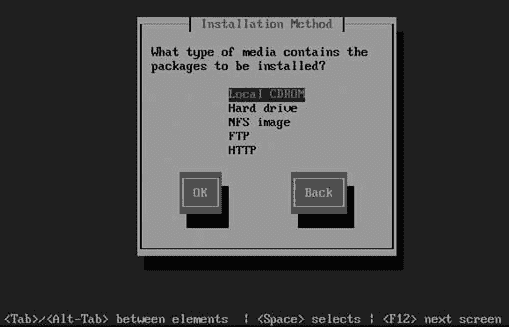 Installation Method
What type of media contains the
packages to be installed?
Local CDROM
Hard drive
NFS image
FTP
HTTP
OK Back
<Tab>/<Alt-Tab> between elements | <Space> selects | <F12> next screen